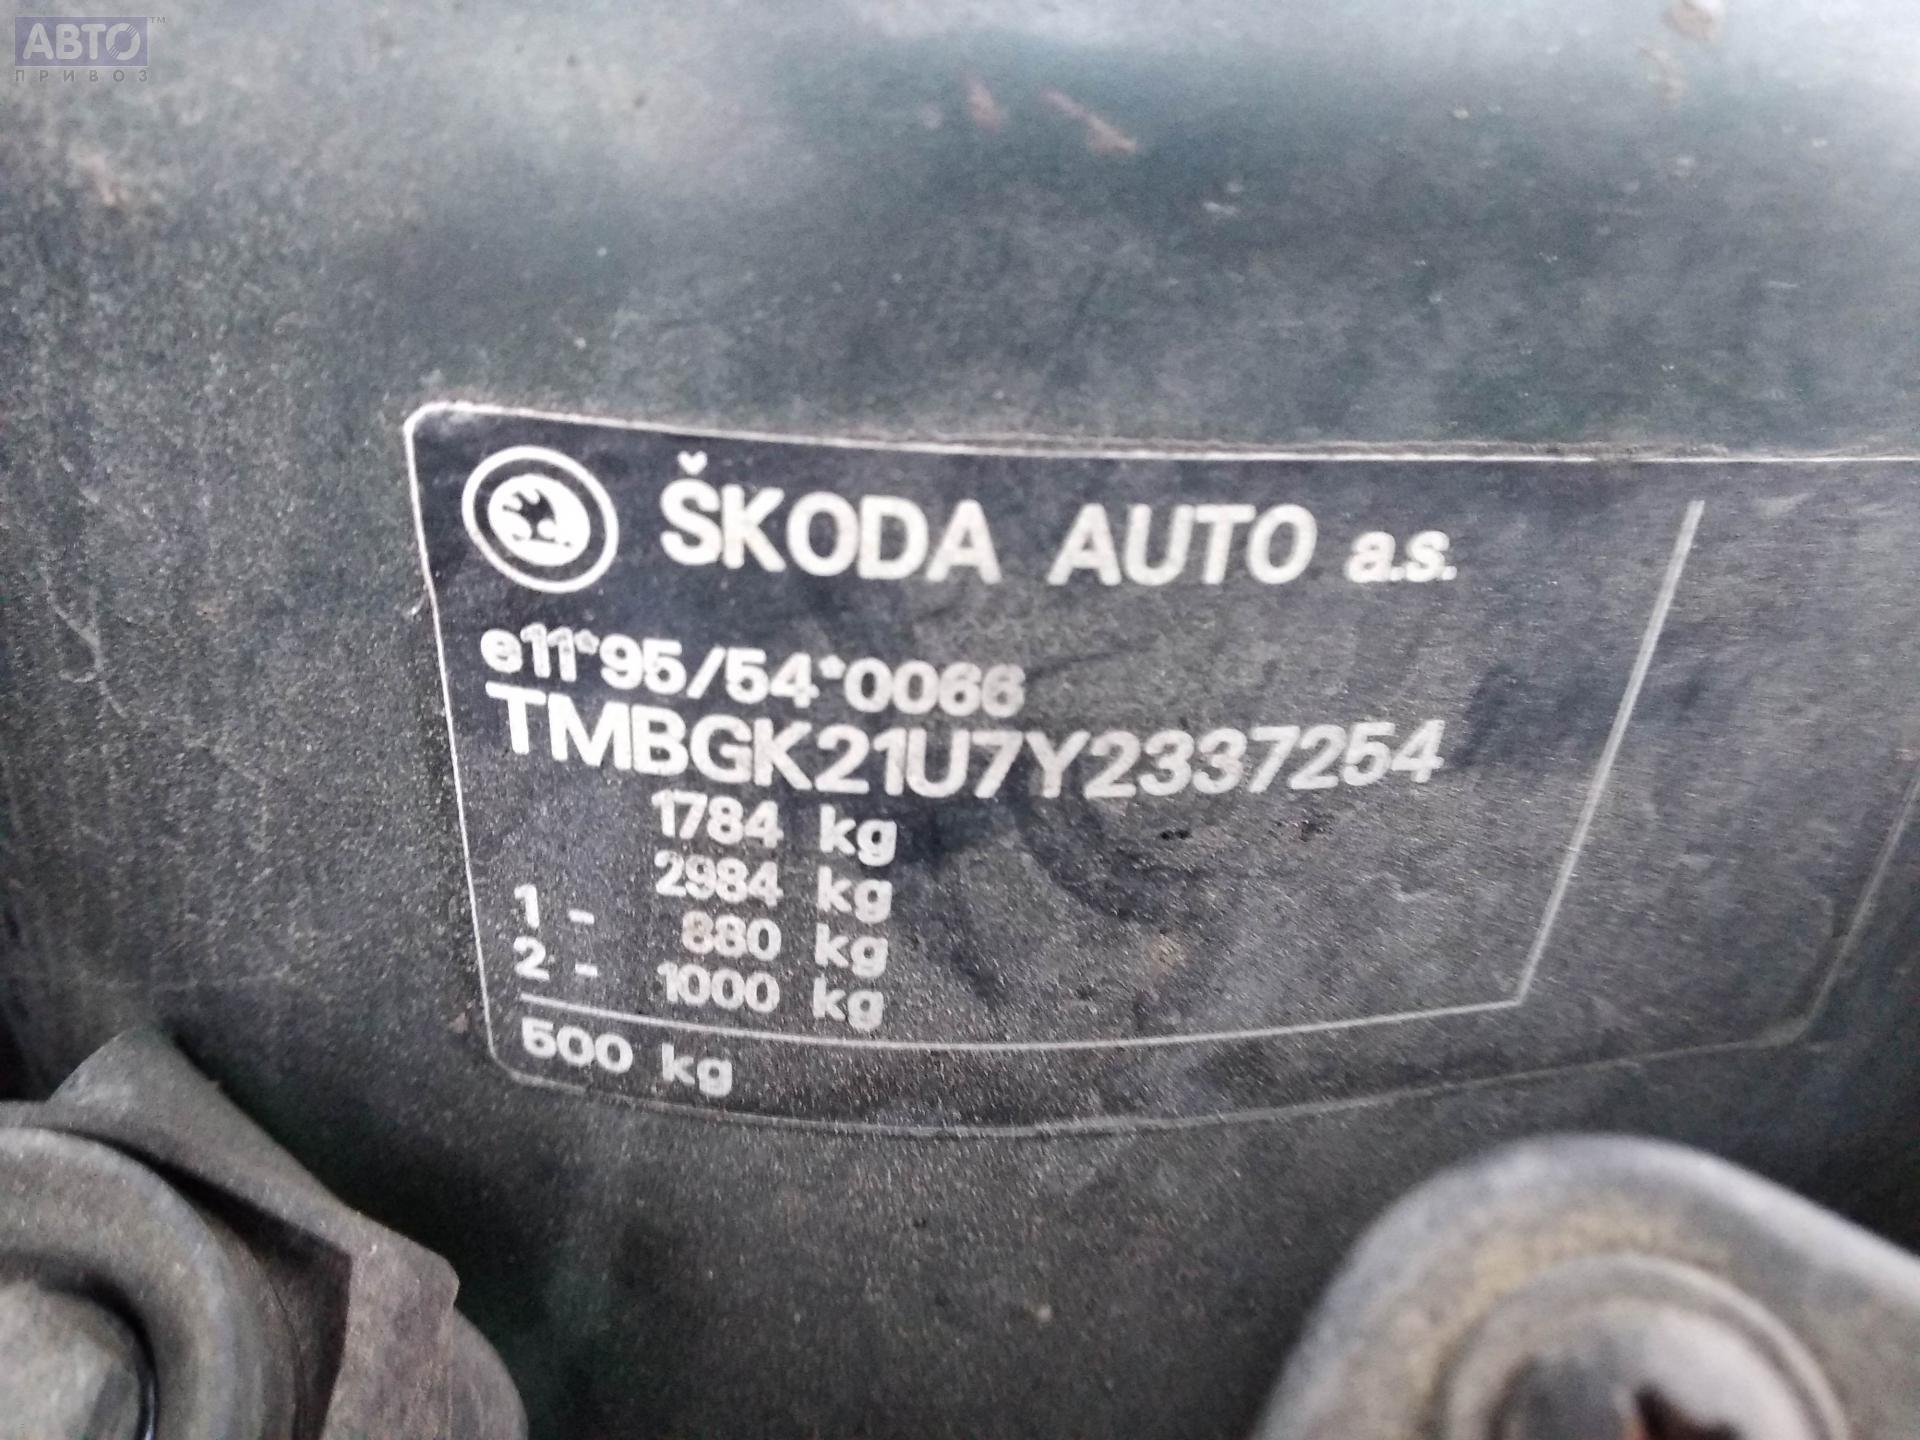 АВТО™
ПРИВОЗ
ŠKODA AUTO a.s.
e11*95/54*0066
TMBGK21U7Y2337254
1784 kg
2984 kg
1 - 880 kg
2 - 1000 kg
500 kg